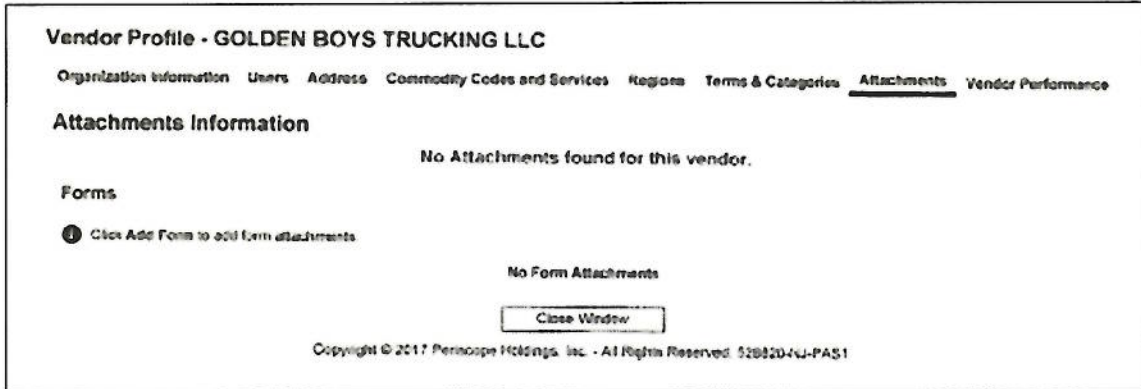 Vendor Profile - GOLDEN BOYS TRUCKING LLC
Organization Information Users Address Commodity Codes and Services Regions Terms & Categories Attachments Vendor Performance
Attachments Information
No Attachments found for this vendor.
Forms
Click Add Form to add form attachments
No Form Attachments
Close Window
Copyright © 2017 Periscope Holdings, Inc. - All Rights Reserved.